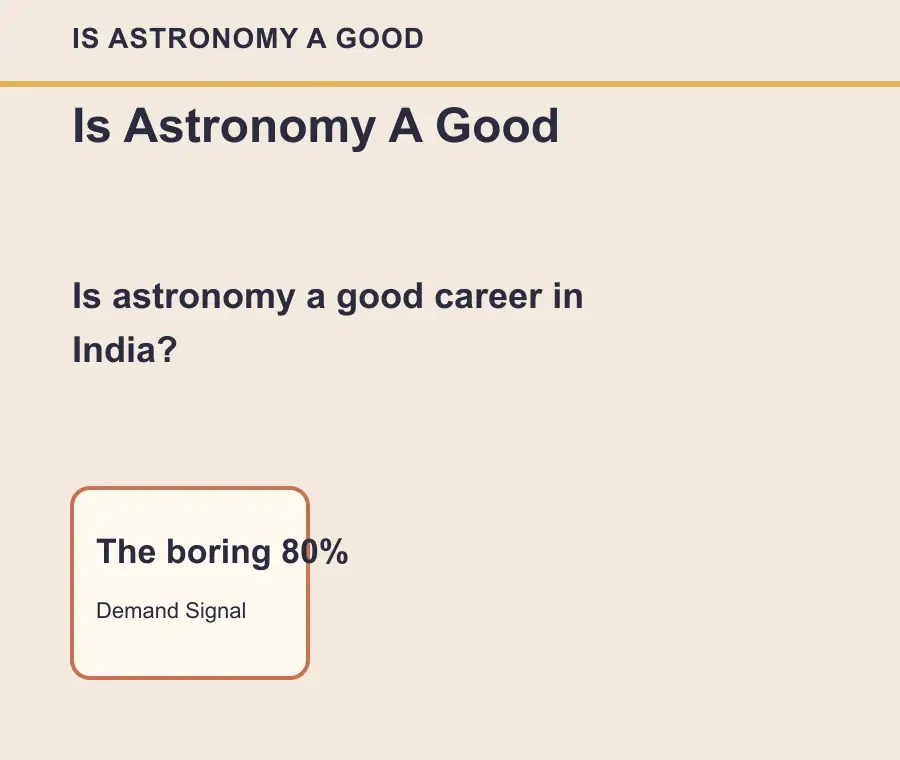 IS ASTRONOMY A GOOD
Is Astronomy A Good
Is astronomy a good career in
India?
The boring 80%
Demand Signal